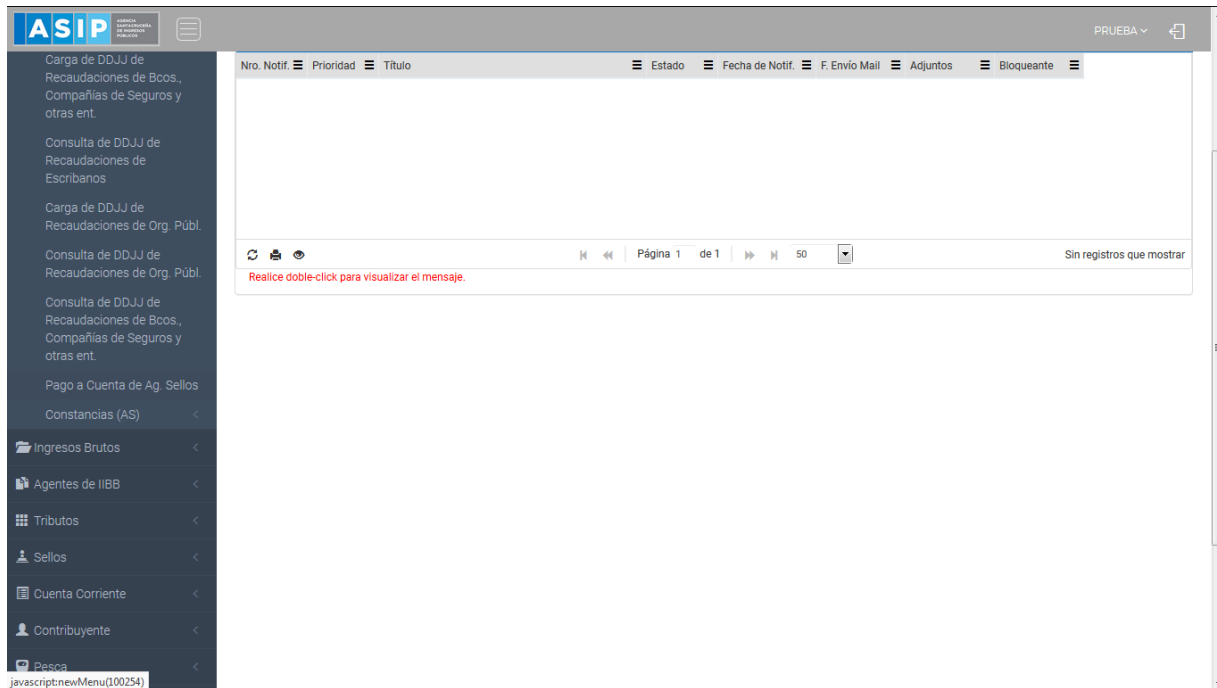 ASIP AGENCIA
SANTACRUCEÑA
DE INGRESOS
PÚBLICOS
PRUEBA
Carga de DDJJ de
Recaudaciones de Bcos.,
Compañías de Seguros y
otras ent.
Consulta de DDJJ de
Recaudaciones de
Escribanos
Carga de DDJJ de
Recaudaciones de Org. Públ.
Consulta de DDJJ de
Recaudaciones de Org. Públ.
Consulta de DDJJ de
Recaudaciones de Bcos.,
Compañías de Seguros y
otras ent.
Pago a Cuenta de Ag. Sellos
Constancias (AS)
Ingresos Brutos
Agentes de IIBB
Tributos
Sellos
Cuenta Corriente
Contribuyente
Pesca
javascript:newMenu(100254)
Nro. Notif. Prioridad Título Estado Fecha de Notif. F. Envío Mail Adjuntos Bloqueante
Página 1 de 1 50 Sin registros que mostrar
Realice doble-click para visualizar el mensaje.